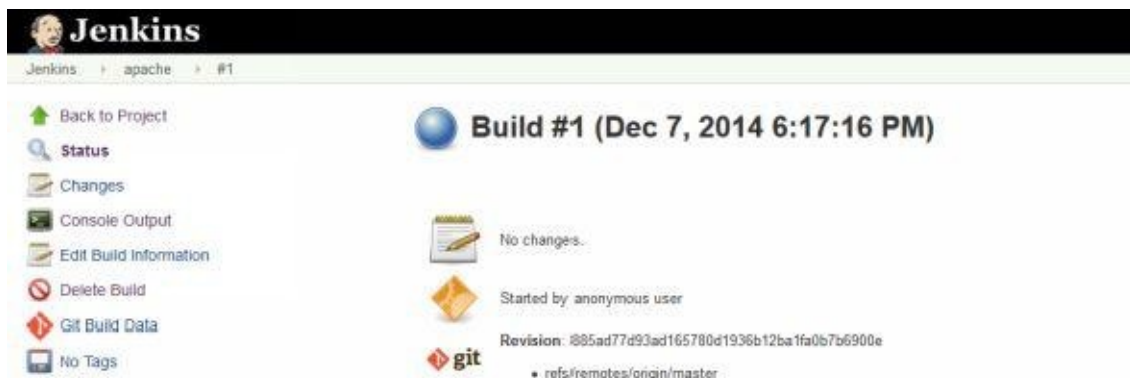 Jenkins
Jenkins › apache › #1
Back to Project
Status
Changes
Console Output
Edit Build Information
Delete Build
Git Build Data
No Tags
Build #1 (Dec 7, 2014 6:17:16 PM)
No changes.
Started by anonymous user
Revision: 885ad77d93ad165780d1936b12ba1fa0b7b6900e
git
• refs/remotes/origin/master